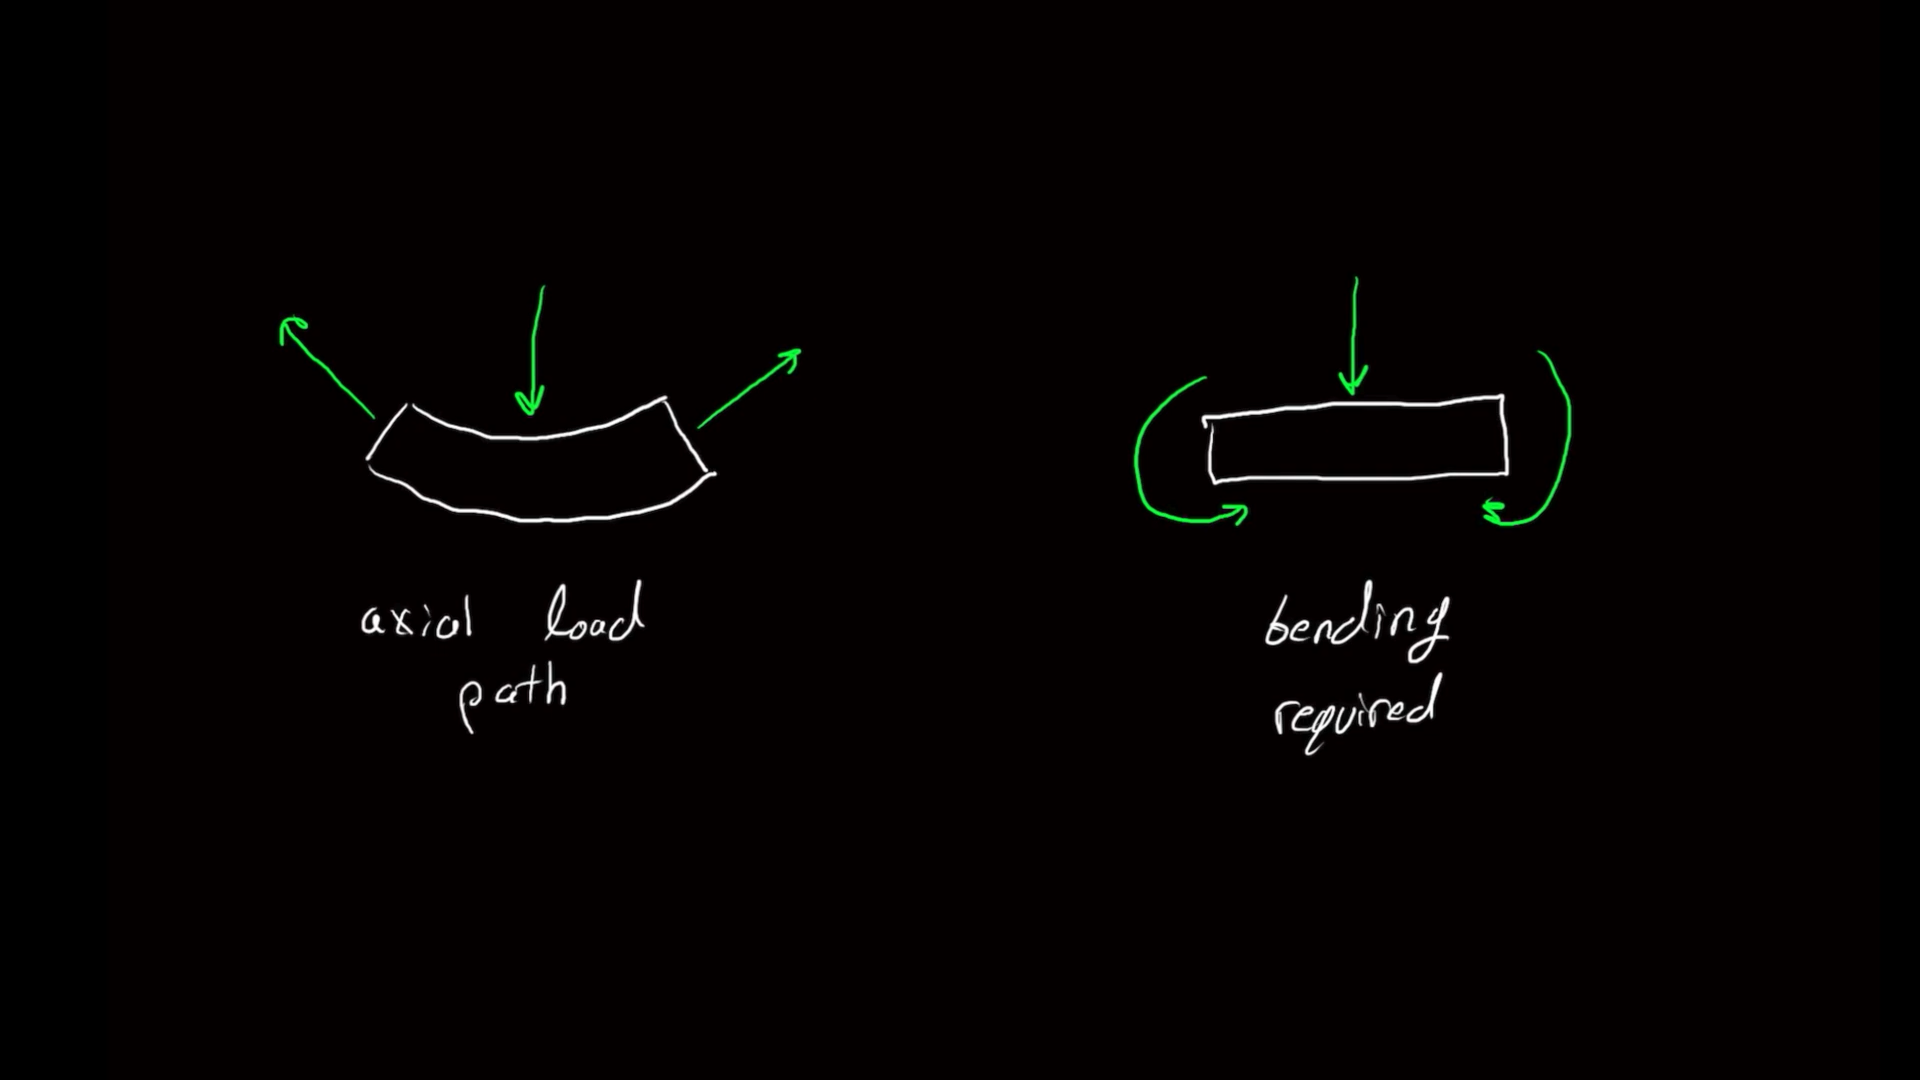 axial load
path
bending
required